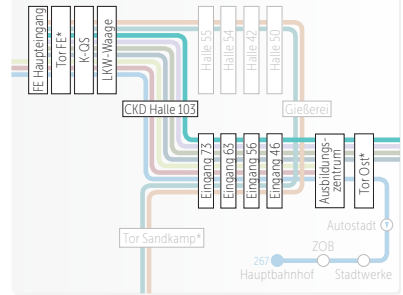 FE Haupteingang
Tor FE*
K-QS
LKW-Waage
Halle 55
Halle 54
Halle 42
Halle 50
CKD Halle 103
Gießerei
Eingang 73
Eingang 63
Eingang 56
Eingang 46
Ausbildungs-
zentrum
Tor Ost*
Tor Sandkamp*
Autostadt
T
ZOB
267
Hauptbahnhof
Stadtwerke